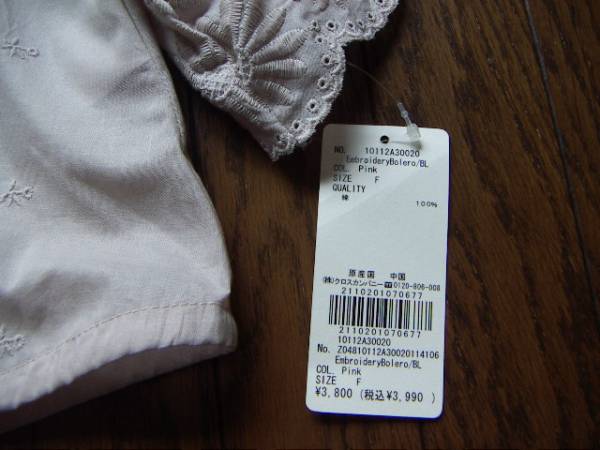 NO. 10112A30020
EmbroideryBolero/BL
COL. Pink
SIZE F
QUALITY
綿 100%
原産国 中国
㈱クロスカンパニー☎0120-806-008
2110201070677
2110201070677
10112A30020
No. Z04810112A30020114106
EmbroideryBolero/BL
COL. Pink
SIZE F
¥3,800 (税込¥3,990 )